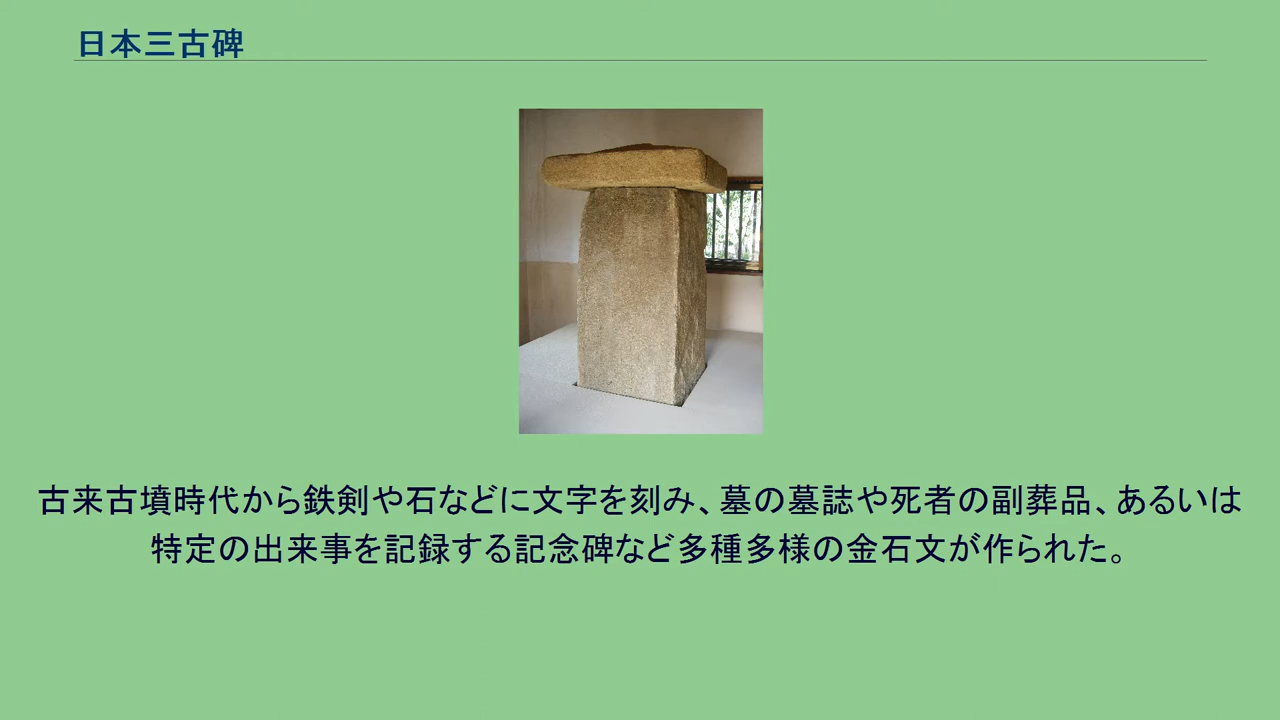 日本三古碑
古来古墳時代から鉄剣や石などに文字を刻み、墓の墓誌や死者の副葬品、あるいは
特定の出来事を記録する記念碑など多種多様の金石文が作られた。